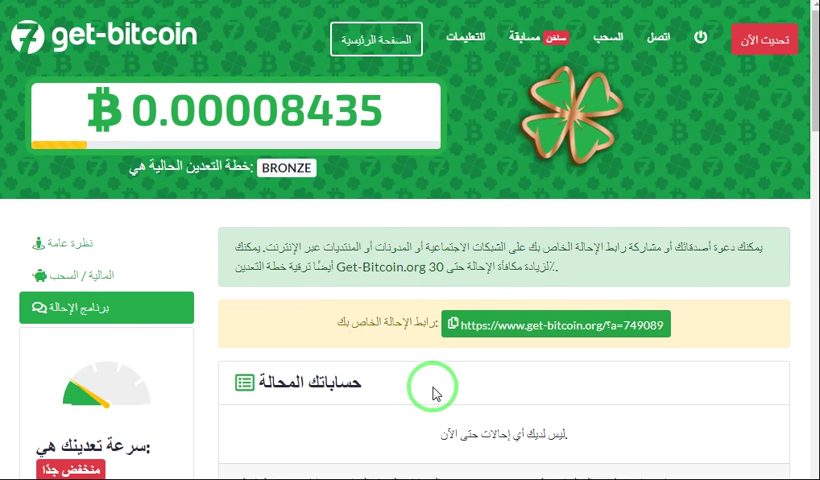 get-bitcoin
الصفحة الرئيسية
التعليمات
مسابقة ساخن
السحب
اتصل
تحديث الآن
0.00008435
خطة التعدين الحالية هي: BRONZE
نظرة عامة
المالية / السحب
برنامج الإحالة
يمكنك دعوة أصدقائك أو مشاركة رابط الإحالة الخاص بك على الشبكات الاجتماعية أو المدونات أو المنتديات عبر الإنترنت. يمكنك
أيضًا ترقية خطة التعدين Get-Bitcoin.org لزيادة مكافأة الإحالة حتى 30٪.
رابط الإحالة الخاص بك: https://www.get-bitcoin.org/?a=749089
حساباتك المحالة
ليس لديك أي إحالات حتى الآن.
سرعة تعدينك هي:
منخفض جدًا